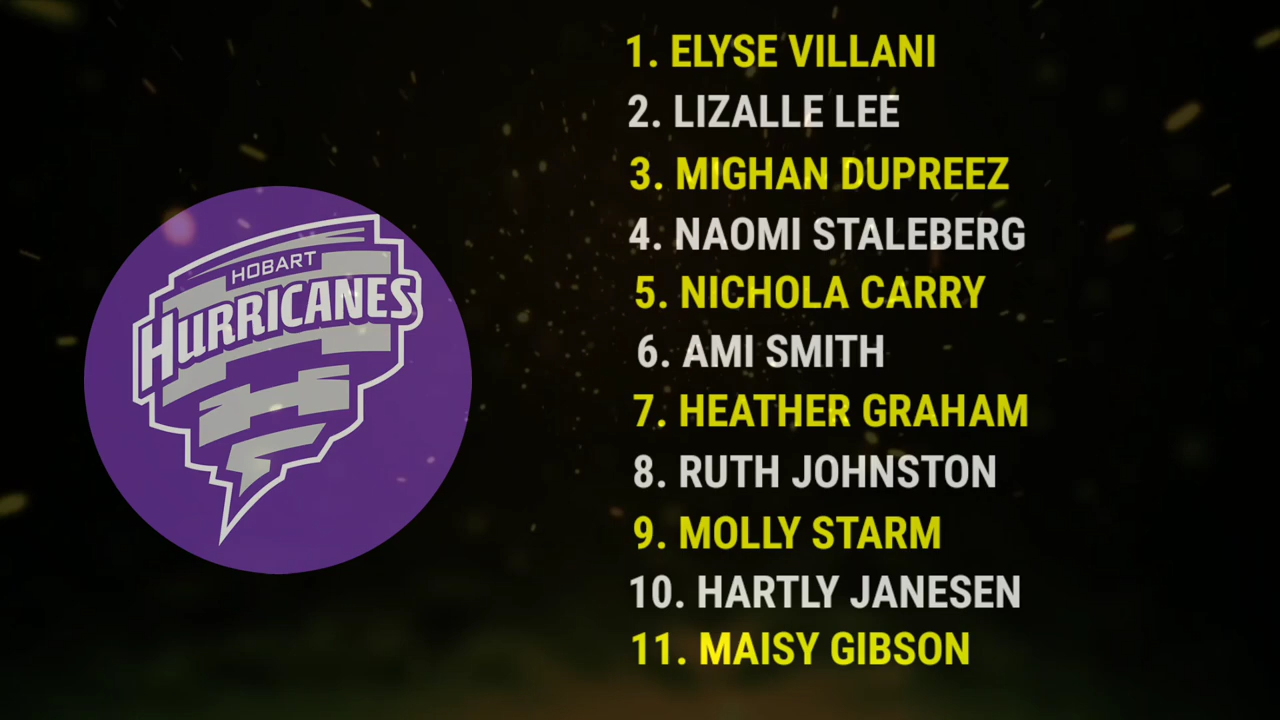 HOBART
HURRICANES
1. ELYSE VILLANI
2. LIZALLE LEE
3. MIGHAN DUPREEZ
4. NAOMI STALEBERG
5. NICHOLA CARRY
6. AMI SMITH
7. HEATHER GRAHAM
8. RUTH JOHNSTON
9. MOLLY STARM
10. HARTLY JANESEN
11. MAISY GIBSON